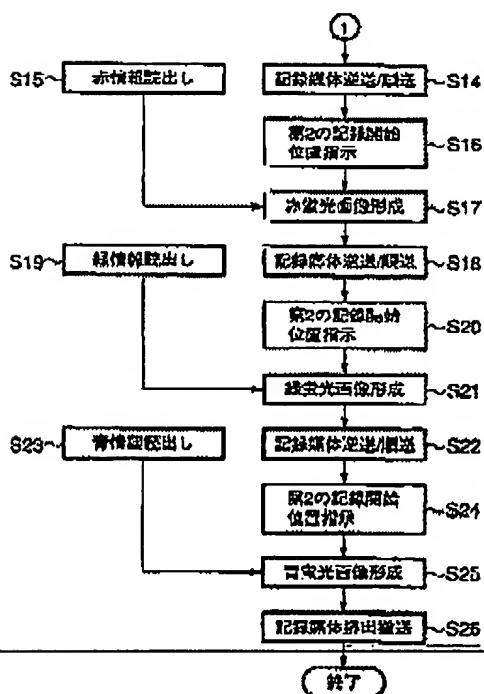 1
S15
赤情報読出し
記録媒体逆送/順送
S14
第2の記録開始
位置指示
S16
赤蛍光画像形成
S17
S19
緑情報読出し
記録媒体逆送/順送
S18
第2の記録開始
位置指示
S20
緑蛍光画像形成
S21
S23
青情報読出し
記録媒体逆送/順送
S22
第2の記録開始
位置指示
S24
青蛍光画像形成
S25
記録媒体排出搬送
S26
終了